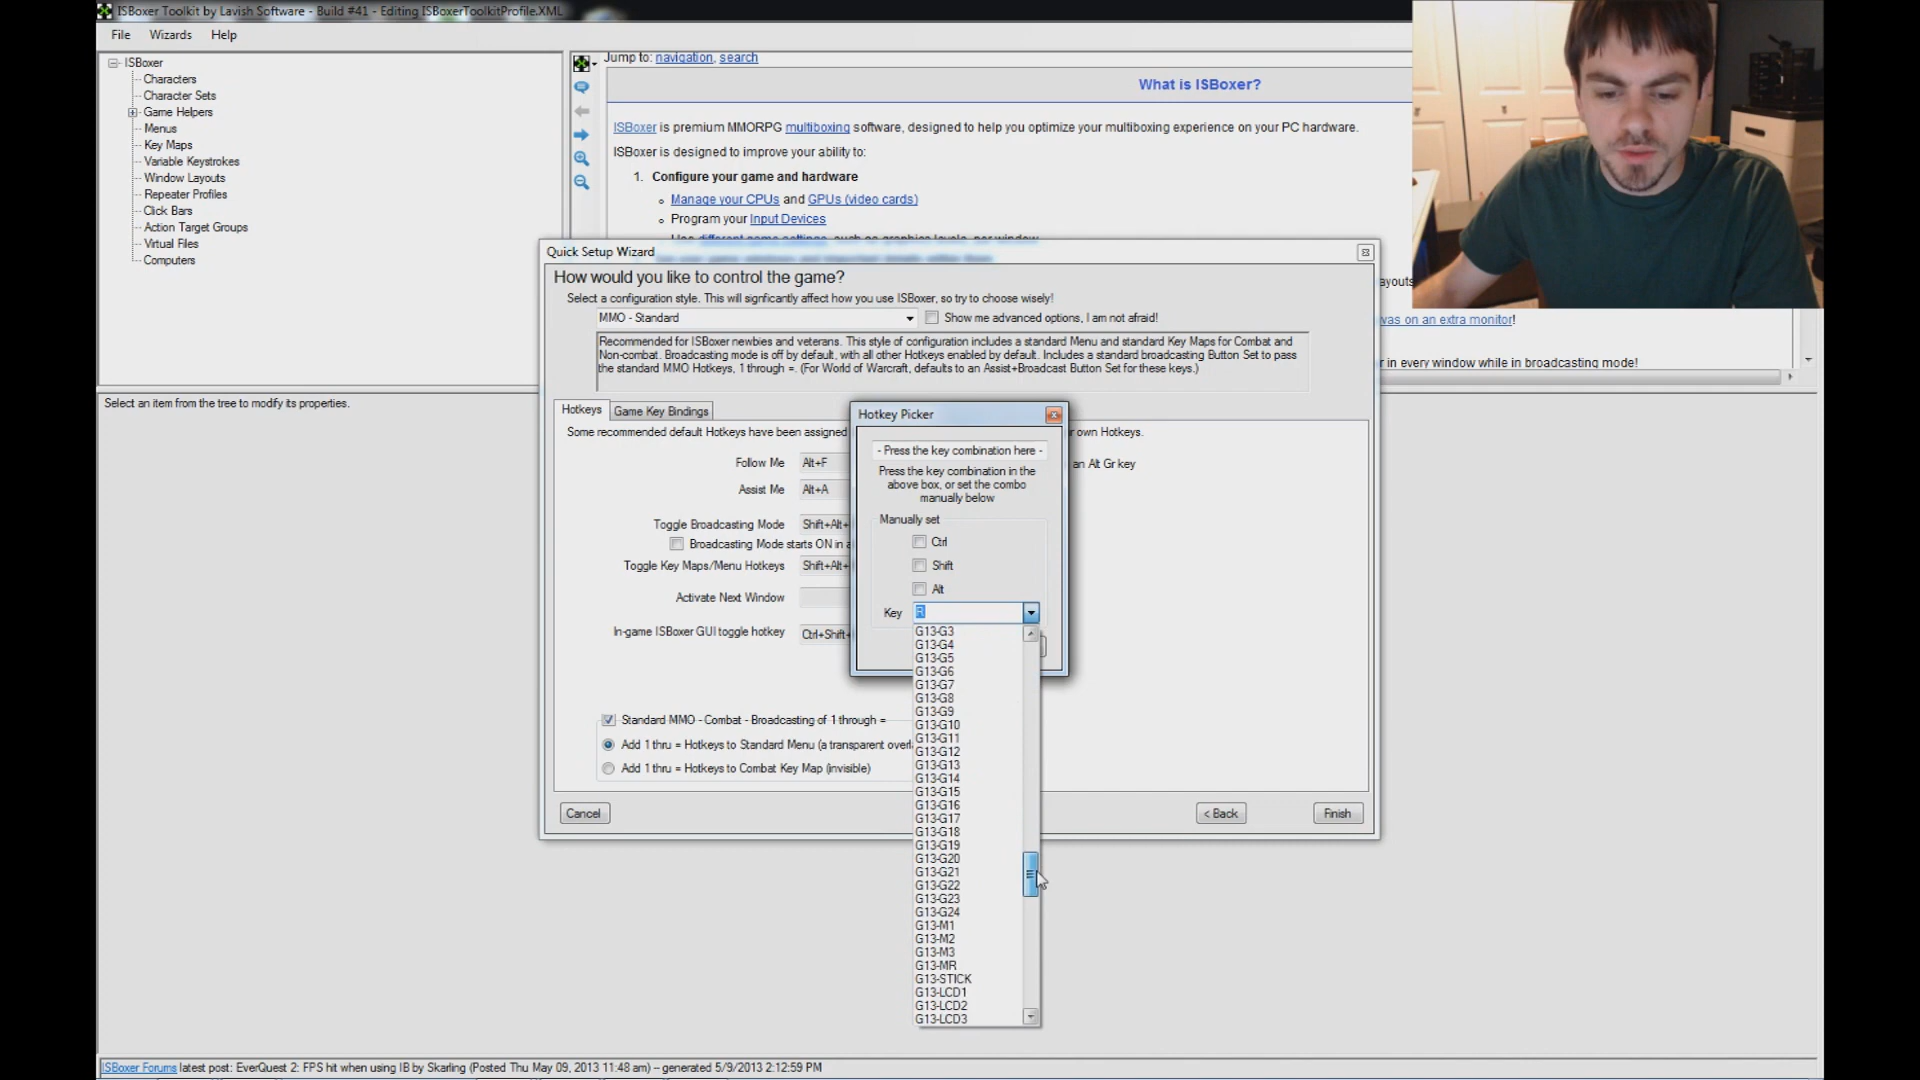 ISBoxer Toolkit by Lavish Software - Build #41 - Editing ISBoxerToolkitProfile.XML
File Wizards Help
ISBoxer
Characters
Character Sets
Game Helpers
Menus
Key Maps
Variable Keystrokes
Window Layouts
Repeater Profiles
Click Bars
Action Target Groups
Virtual Files
Computers
Jump to: navigation, search
What is ISBoxer?
ISBoxer is premium MMORPG multiboxing software, designed to help you optimize your multiboxing experience on your PC hardware.
ISBoxer is designed to improve your ability to:
1. Configure your game and hardware
Manage your CPUs and GPUs (video cards)
Program your Input Devices
Use different game settings, such as graphics levels, per window
ayouts
vas on an extra monitor!
r in every window while in broadcasting mode!
Select an item from the tree to modify its properties.
Quick Setup Wizard
How would you like to control the game?
Select a configuration style. This will signficantly affect how you use ISBoxer, so try to choose wisely!
MMO - Standard
Show me advanced options, I am not afraid!
Recommended for ISBoxer newbies and veterans. This style of configuration includes a standard Menu and standard Key Maps for Combat and
Non-combat. Broadcasting mode is off by default, with all other Hotkeys enabled by default. Includes a standard broadcasting Button Set to pass
the standard MMO Hotkeys, 1 through =. (For World of Warcraft, defaults to an Assist+Broadcast Button Set for these keys.)
Hotkeys Game Key Bindings
Some recommended default Hotkeys have been assigned
r own Hotkeys.
Follow Me Alt+F
an Alt Gr key
Assist Me Alt+A
Toggle Broadcasting Mode Shift+Alt+
Broadcasting Mode starts ON in a
Toggle Key Maps/Menu Hotkeys Shift+Alt+
Activate Next Window
In-game ISBoxer GUI toggle hotkey Ctrl+Shift+
Standard MMO - Combat - Broadcasting of 1 through =
Add 1 thru = Hotkeys to Standard Menu (a transparent overl
Add 1 thru = Hotkeys to Combat Key Map (invisible)
Cancel
< Back
Finish
Hotkey Picker
- Press the key combination here -
Press the key combination in the
above box, or set the combo
manually below
Manually set
Ctrl
Shift
Alt
Key R
G13-G3
G13-G4
G13-G5
G13-G6
G13-G7
G13-G8
G13-G9
G13-G10
G13-G11
G13-G12
G13-G13
G13-G14
G13-G15
G13-G16
G13-G17
G13-G18
G13-G19
G13-G20
G13-G21
G13-G22
G13-G23
G13-G24
G13-M1
G13-M2
G13-M3
G13-MR
G13-STICK
G13-LCD1
G13-LCD2
G13-LCD3
ISBoxer Forums latest post: EverQuest 2: FPS hit when using IB by Skarling (Posted Thu May 09, 2013 11:48 am) -- generated 5/9/2013 2:12:59 PM